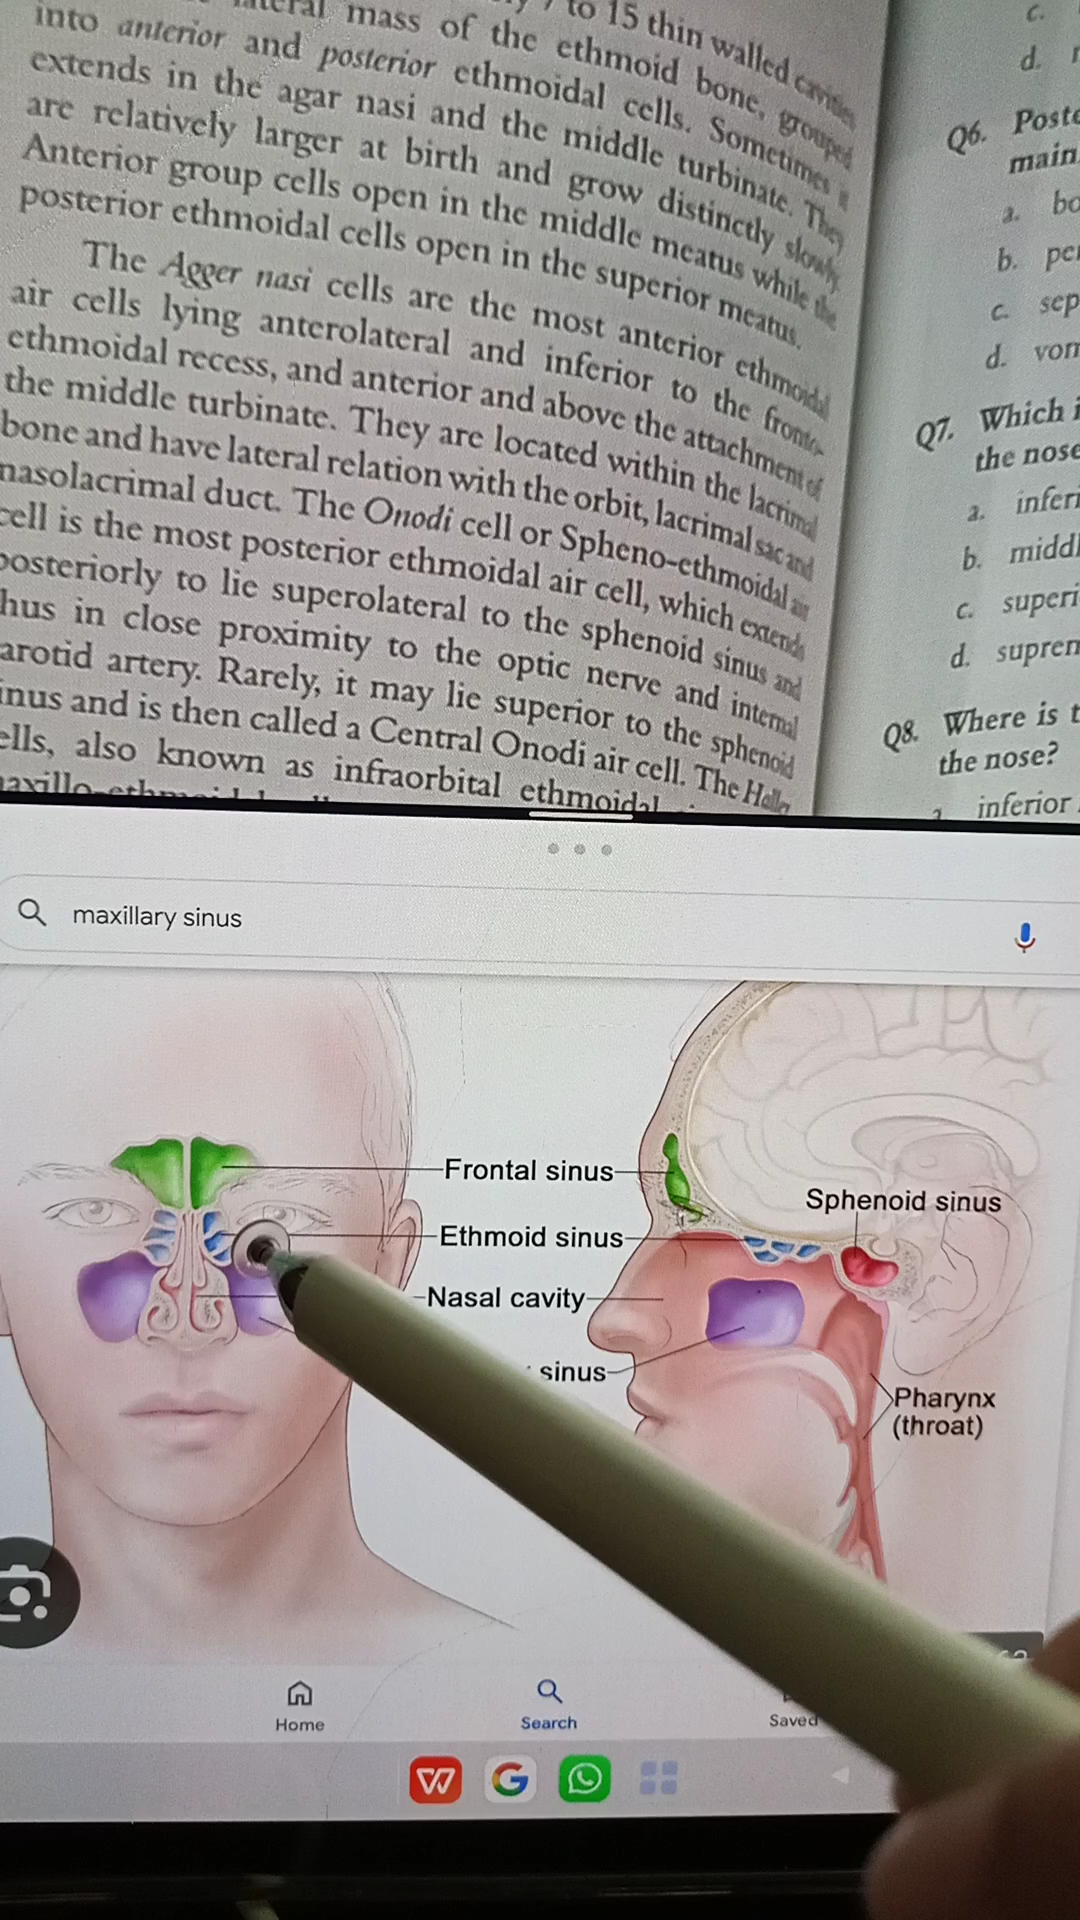 mass of the ethmoid bone, grouped
to 15 thin walled cavities
into anterior and posterior ethmoidal cells. Sometimes it
extends in the agar nasi and the middle turbinate. They
are relatively larger at birth and grow distinctly slowly.
Anterior group cells open in the middle meatus while the
posterior ethmoidal cells open in the superior meatus.
The Agger nasi cells are the most anterior ethmoidal
air cells lying anterolateral and inferior to the fronto-
ethmoidal recess, and anterior and above the attachment of
the middle turbinate. They are located within the lacrimal
bone and have lateral relation with the orbit, lacrimal sac and
nasolacrimal duct. The Onodi cell or Spheno-ethmoidal air
cell is the most posterior ethmoidal air cell, which extends
posteriorly to lie superolateral to the sphenoid sinus and
hus in close proximity to the optic nerve and internal
arotid artery. Rarely, it may lie superior to the sphenoid
inus and is then called a Central Onodi air cell. The Haller
ells, also known as infraorbital ethmoidal
c.
d.
Q6. Poste
main
a. bo
b. per
c. sep
d. vom
Q7. Which i
the nose
a. inferi
b. middl
c. superi
d. suprem
Q8. Where is t
the nose?
inferior
maxillary sinus
Frontal sinus
Sphenoid sinus
Ethmoid sinus
Nasal cavity
sinus
Pharynx
(throat)
Home
Search
Saved